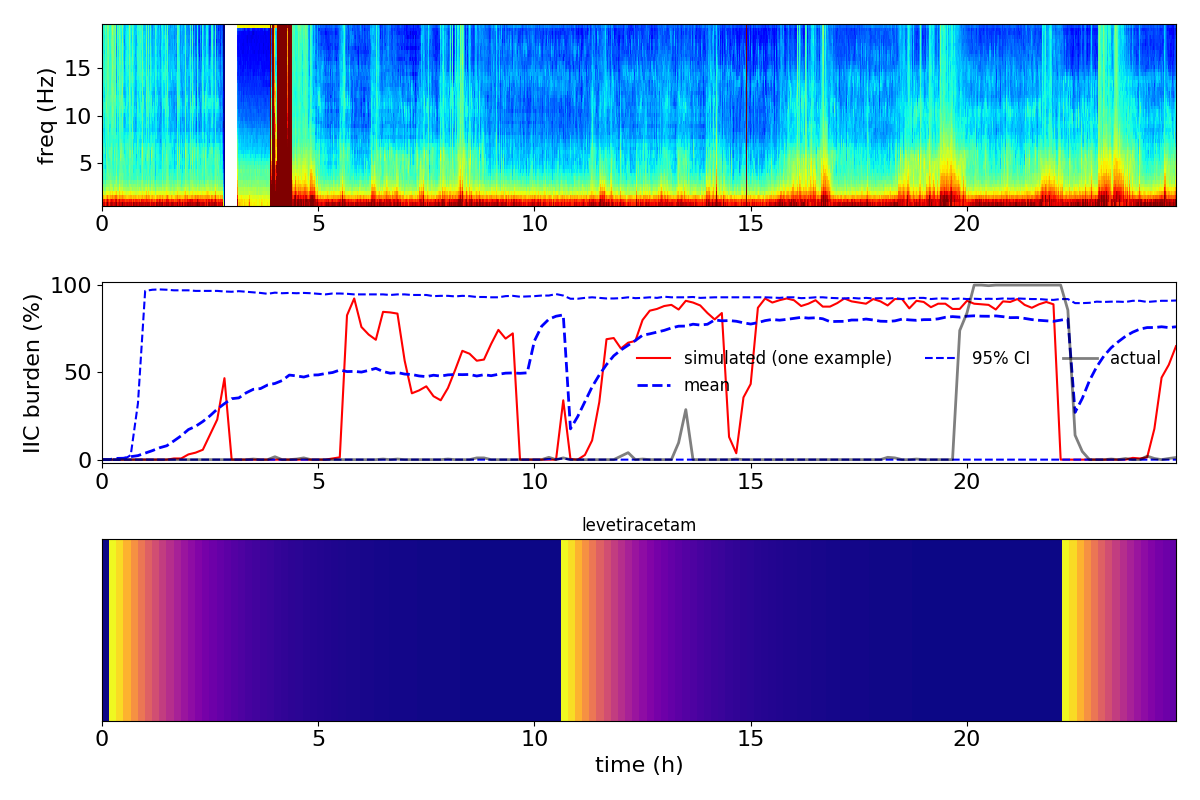 freq (Hz)
15
10
5
0 5 10 15 20
IIC burden (%)
100
50
0
simulated (one example) 95% CI actual
mean
0 5 10 15 20
levetiracetam
0 5 10 15 20
time (h)